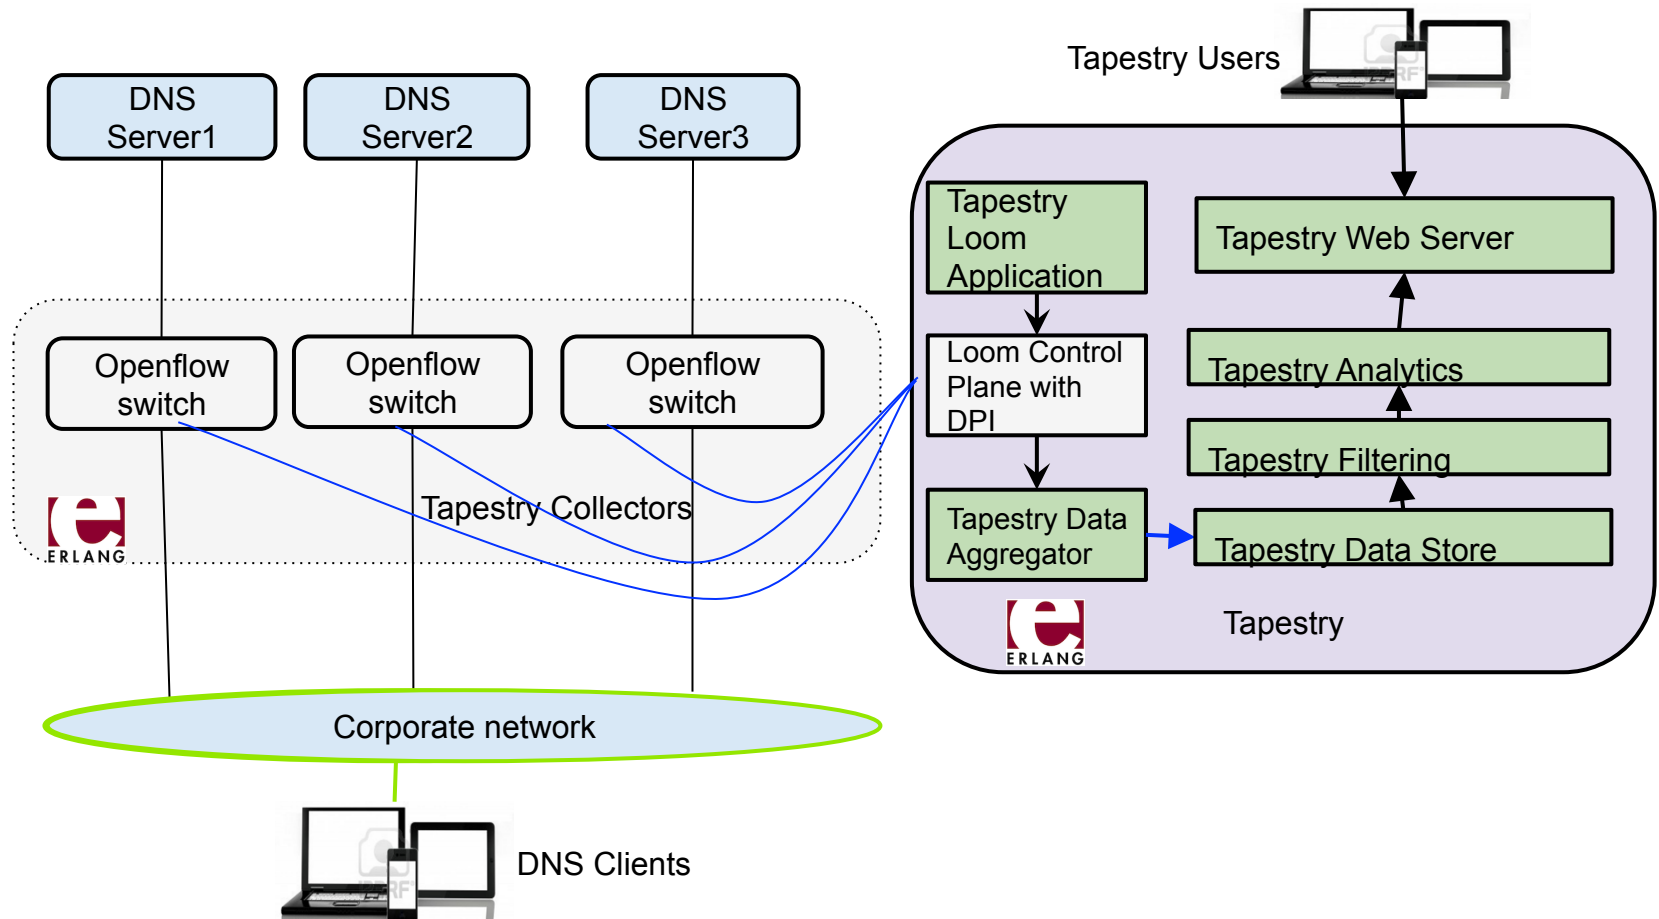 Tapestry Users
DNS
Server1
DNS
Server2
DNS
Server3
Tapestry
Loom
Application
Tapestry Web Server
Openflow
switch
Openflow
switch
Openflow
switch
Loom Control
Plane with
DPI
Tapestry Analytics
Tapestry Filtering
Tapestry Collectors
e
ERLANG
Tapestry Data
Aggregator
Tapestry Data Store
e
ERLANG
Tapestry
Corporate network
DNS Clients